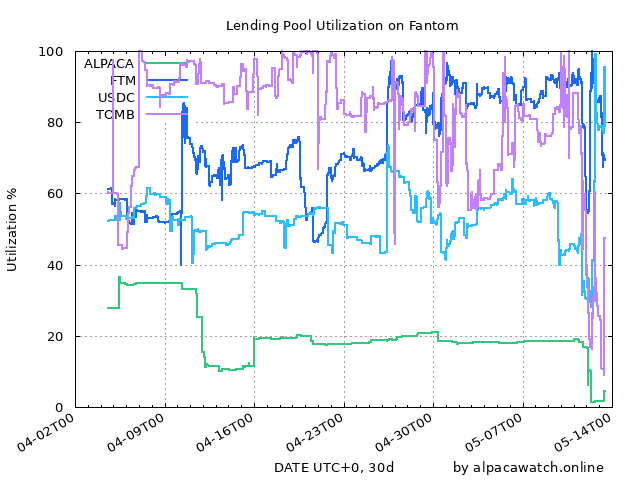 Lending Pool Utilization on Fantom
ALPACA
FTM
USDC
TOMB
Utilization %
100
80
60
40
20
0
04-02T00
04-09T00
04-16T00
04-23T00
04-30T00
05-07T00
05-14T00
DATE UTC+0, 30d
by alpacawatch.online